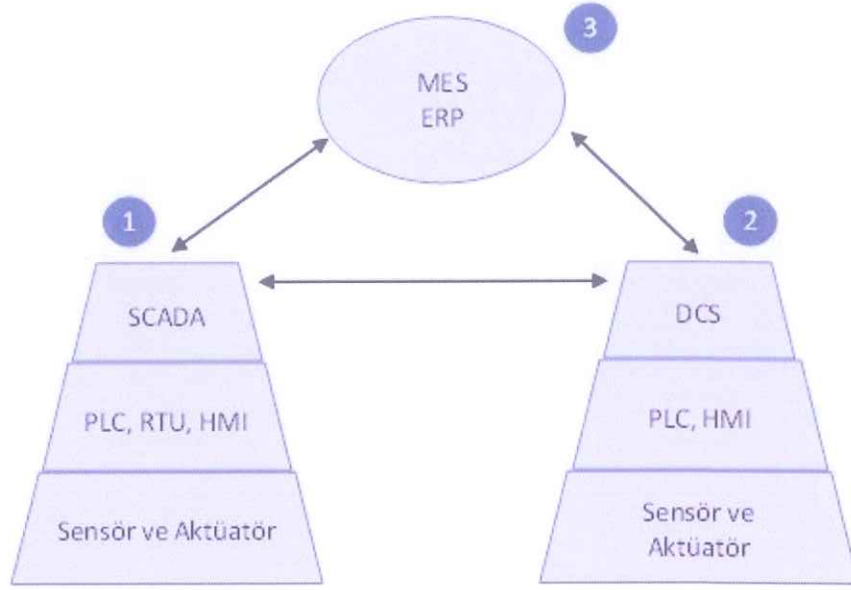 3
MES
ERP
1
2
SCADA
DCS
PLC, RTU, HMI
PLC, HMI
Sensör ve Aktüatör
Sensör ve
Aktüatör